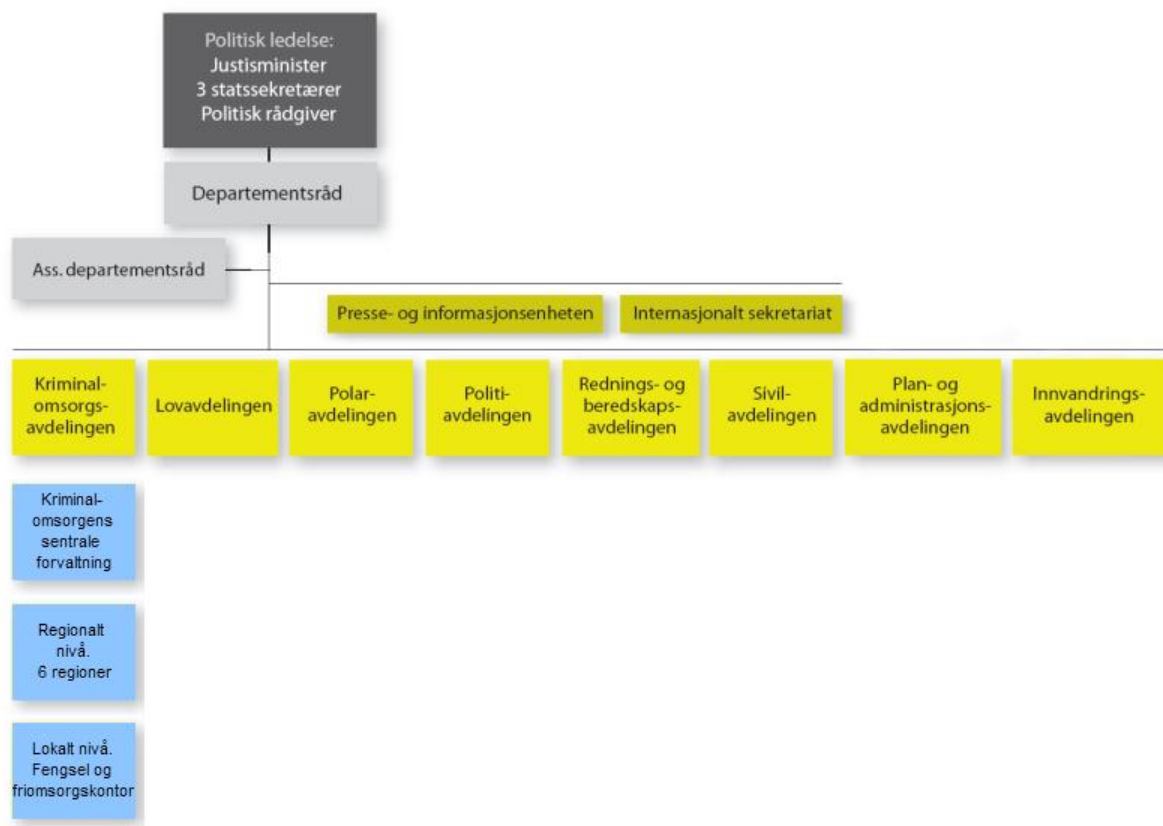 Politisk ledelse:
Justisminister
3 statssekretærer
Politisk rådgiver
Departementsråd
Ass. departementsråd
Presse- og informasjonsenheten
Internasjonalt sekretariat
Kriminal-
omsorgs-
avdelingen
Lovavdelingen
Polar-
avdelingen
Politi-
avdelingen
Rednings- og
beredskaps-
avdelingen
Sivil-
avdelingen
Plan- og
administrasjons-
avdelingen
Innvandrings-
avdelingen
Kriminal-
omsorgens
sentrale
forvaltning
Regionalt
nivå.
6 regioner
Lokalt nivå.
Fengsel og
friomsorgskontor